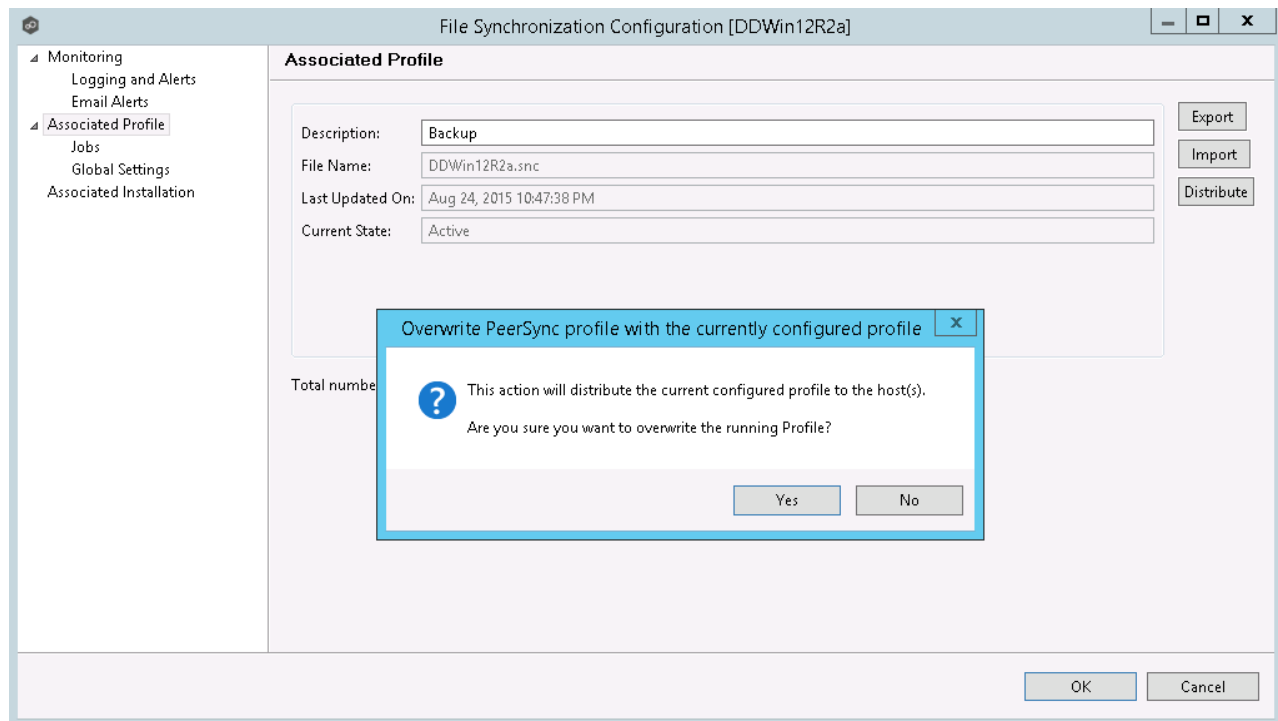 File Synchronization Configuration [DDWin12R2a]
Monitoring
Logging and Alerts
Email Alerts
Associated Profile
Jobs
Global Settings
Associated Installation
Associated Profile
Description: Backup
File Name: DDWin12R2a.snc
Last Updated On: Aug 24, 2015 10:47:38 PM
Current State: Active
Export
Import
Distribute
Total numbe
Overwrite PeerSync profile with the currently configured profile
This action will distribute the current configured profile to the host(s).
Are you sure you want to overwrite the running Profile?
Yes No
OK Cancel